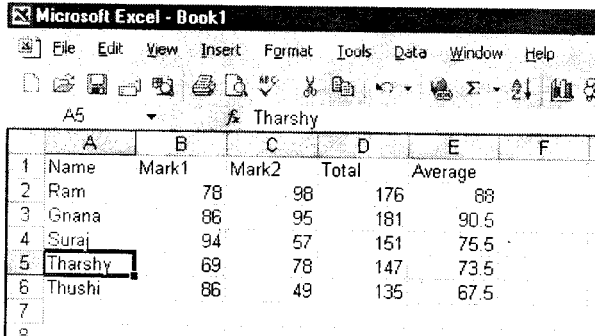 Microsoft Excel - Book1
File Edit View Insert Format Tools Data Window Help
A5 fx Tharshy
A B C D E F
1 Name Mark1 Mark2 Total Average
2 Ram 78 98 176 88
3 Gnana 86 95 181 90.5
4 Suraj 94 57 151 75.5
5 Tharshy 69 78 147 73.5
6 Thushi 86 49 135 67.5
7
8